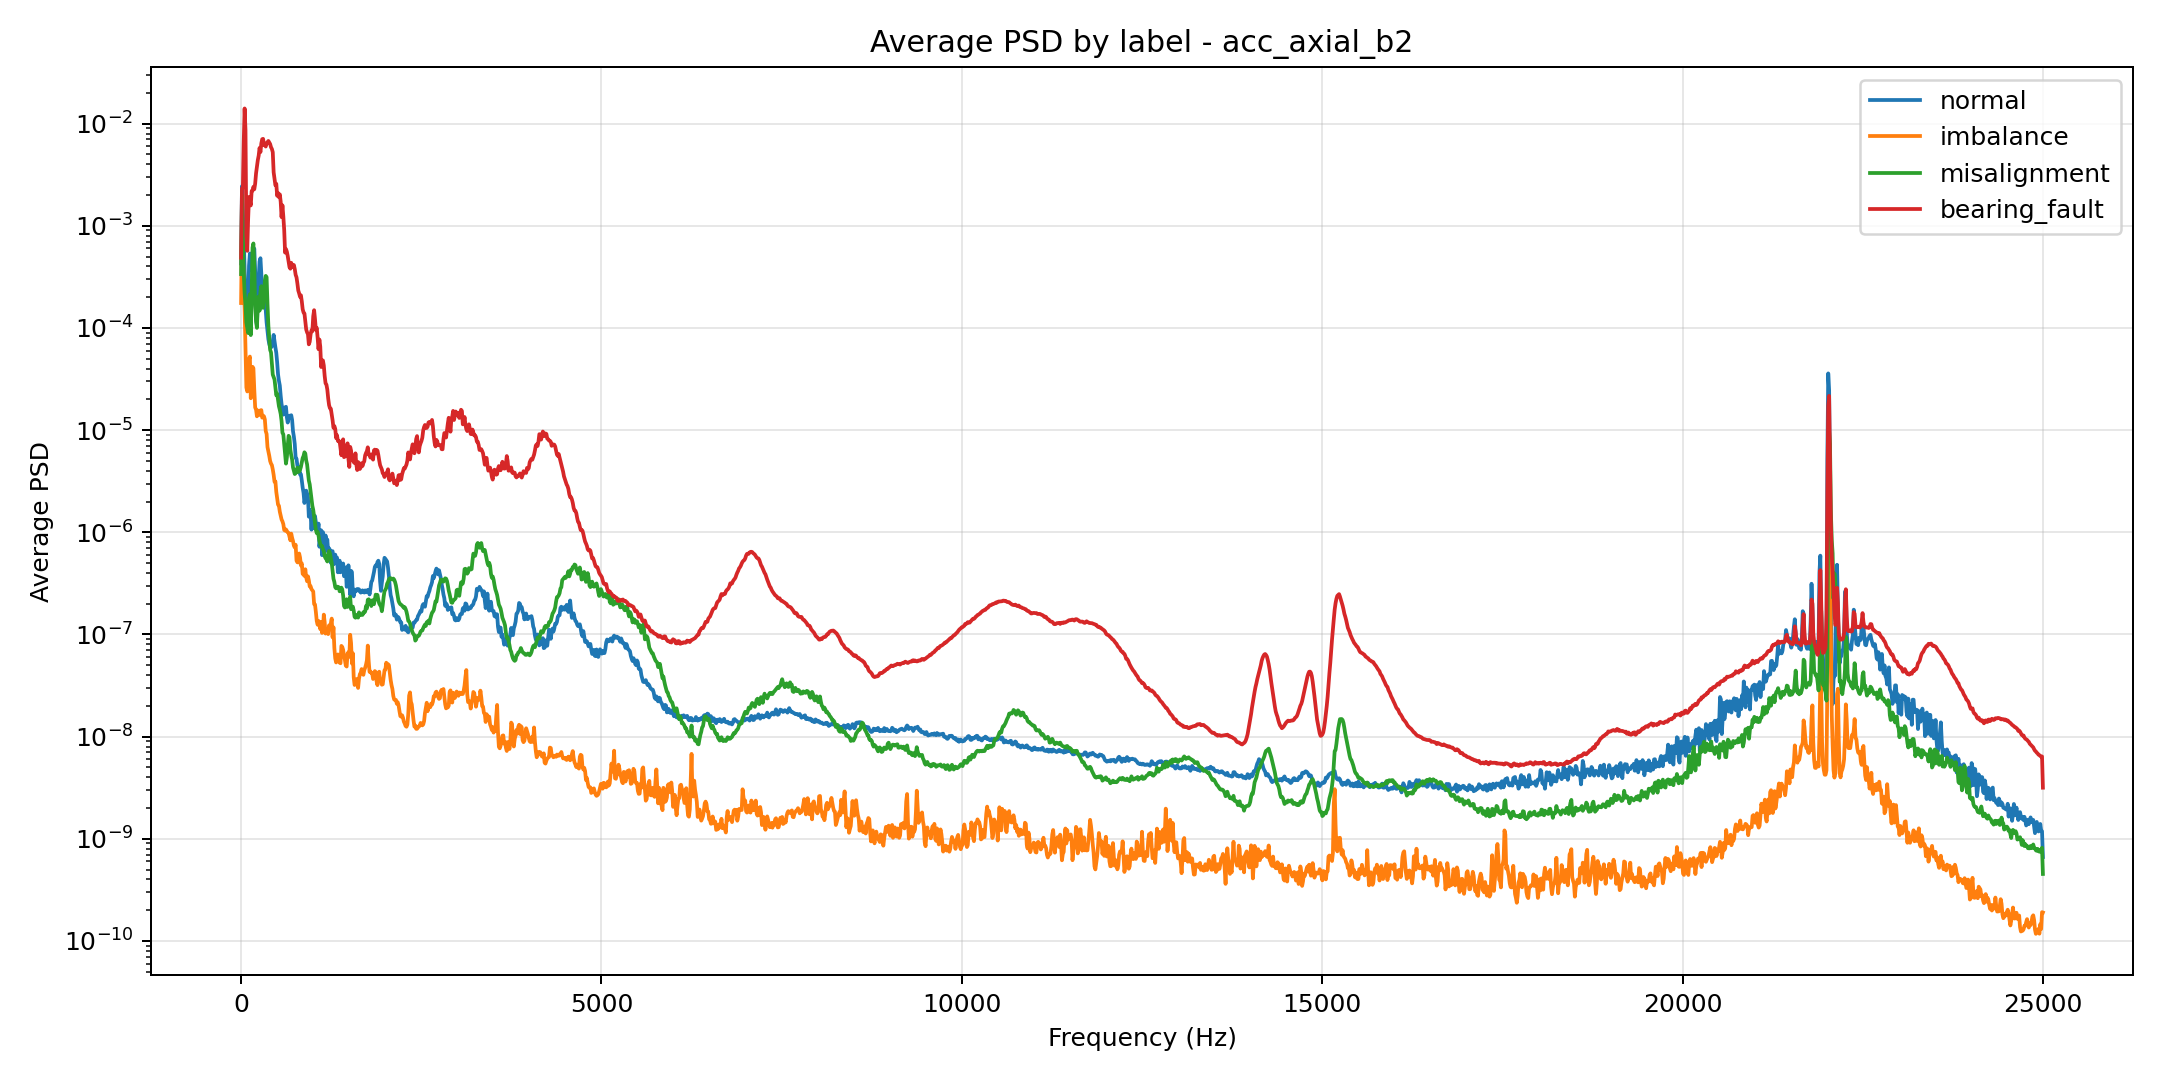 Average PSD by label - acc_axial_b2
Average PSD
10⁻²
10⁻³
10⁻⁴
10⁻⁵
10⁻⁶
10⁻⁷
10⁻⁸
10⁻⁹
10⁻¹⁰
normal
imbalance
misalignment
bearing_fault
0 5000 10000 15000 20000 25000
Frequency (Hz)